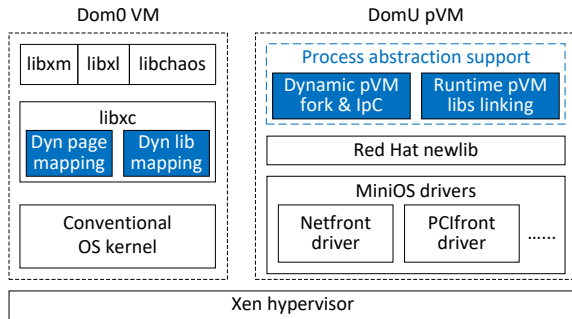 Dom0 VM
DomU pVM
libxm libxl libchaos
libxc
Dyn page
mapping
Dyn lib
mapping
Conventional
OS kernel
Process abstraction support
Dynamic pVM
fork & IpC
Runtime pVM
libs linking
Red Hat newlib
MiniOS drivers
Netfront
driver
PCIfront
driver
......
Xen hypervisor